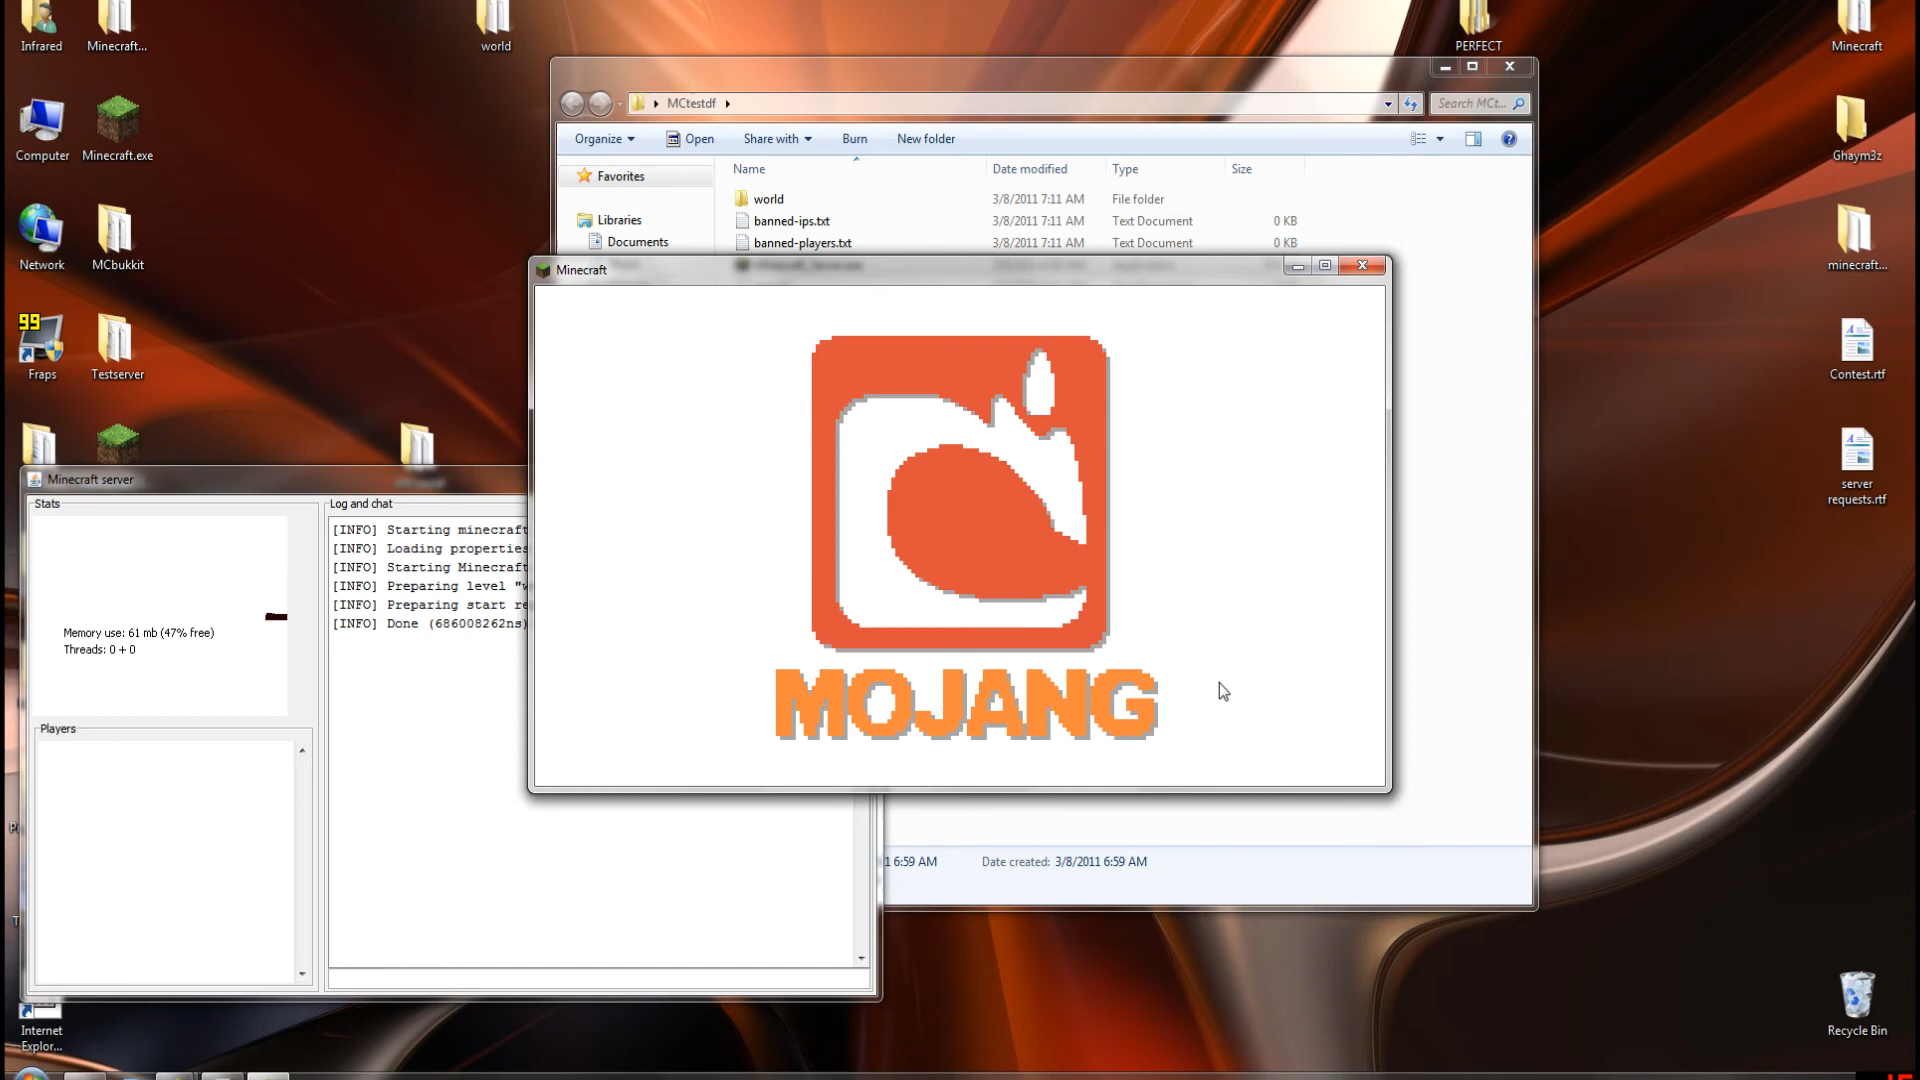 Infrared
Minecraft...
world
PERFECT
Minecraft
Computer
Minecraft.exe
Ghaym3z
Network
MCbukkit
minecraft...
99
Fraps
Testserver
Contest.rtf
server
requests.rtf
Internet
Explor...
Recycle Bin
MCtestdf
Search MCt...
Organize
Open
Share with
Burn
New folder
Name
Date modified
Type
Size
Favorites
Libraries
Documents
world 3/8/2011 7:11 AM File folder
banned-ips.txt 3/8/2011 7:11 AM Text Document 0 KB
banned-players.txt 3/8/2011 7:11 AM Text Document 0 KB
1 6:59 AM Date created: 3/8/2011 6:59 AM
Minecraft
MOJANG
Minecraft server
Stats
Memory use: 61 mb (47% free)
Threads: 0 + 0
Players
Log and chat
[INFO] Starting minecraft
[INFO] Loading properties
[INFO] Starting Minecraft
[INFO] Preparing level "w
[INFO] Preparing start re
[INFO] Done (686008262ns)